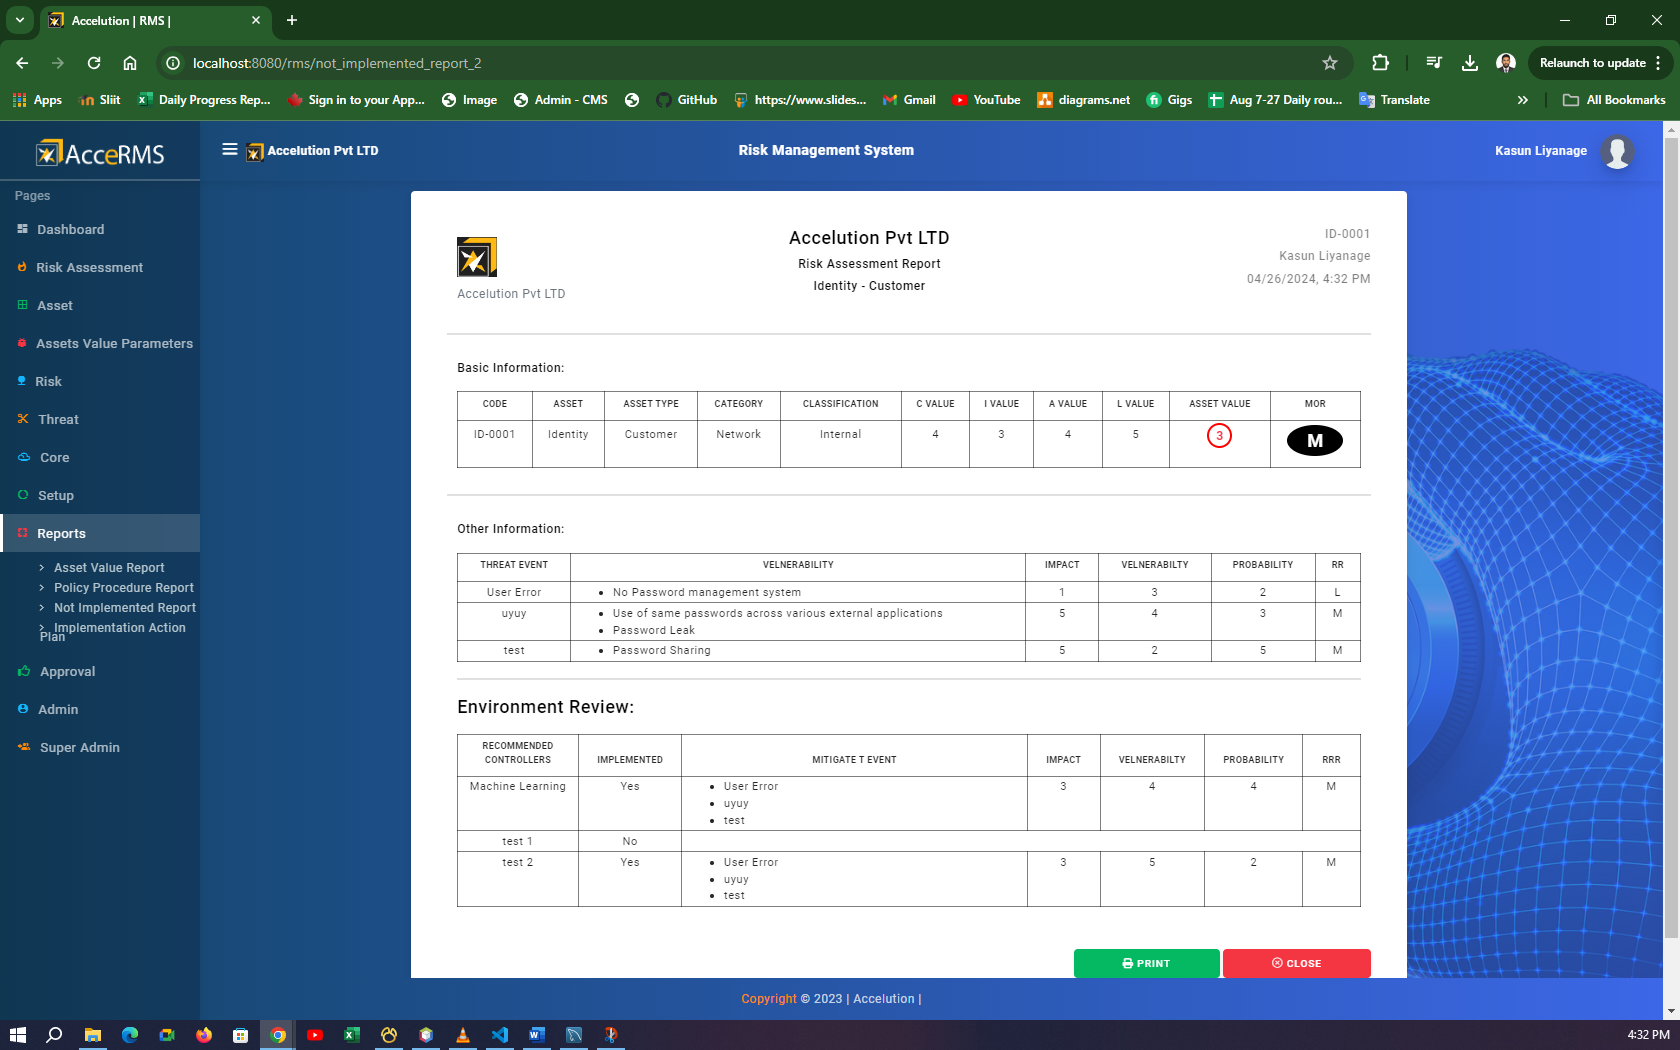 Accelution | RMS |
localhost:8080/rms/not_implemented_report_2
Relaunch to update
Apps
Sliit
Daily Progress Rep...
Sign in to your App...
Image
Admin - CMS
GitHub
https://www.slides...
Gmail
YouTube
diagrams.net
Gigs
Aug 7-27 Daily rou...
Translate
All Bookmarks
AcceRMS
Accelution Pvt LTD
Risk Management System
Kasun Liyanage
Pages
Dashboard
Risk Assessment
Asset
Assets Value Parameters
Risk
Threat
Core
Setup
Reports
Asset Value Report
Policy Procedure Report
Not Implemented Report
Implementation Action
Plan
Approval
Admin
Super Admin
Accelution Pvt LTD
Accelution Pvt LTD
Risk Assessment Report
Identity - Customer
ID-0001
Kasun Liyanage
04/26/2024, 4:32 PM
Basic Information:
CODE ASSET ASSET TYPE CATEGORY CLASSIFICATION C VALUE I VALUE A VALUE L VALUE ASSET VALUE MOR
ID-0001 Identity Customer Network Internal 4 3 4 5 3 M
Other Information:
THREAT EVENT VELNERABILITY IMPACT VELNERABILTY PROBABILITY RR
User Error • No Password management system 1 3 2 L
uyuy • Use of same passwords across various external applications 5 4 3 M
• Password Leak
test • Password Sharing 5 2 5 M
Environment Review:
RECOMMENDED
CONTROLLERS IMPLEMENTED MITIGATE T EVENT IMPACT VELNERABILTY PROBABILITY RRR
Machine Learning Yes • User Error 3 4 4 M
• uyuy
• test
test 1 No
test 2 Yes • User Error 3 5 2 M
• uyuy
• test
PRINT
CLOSE
Copyright © 2023 | Accelution |
4:32 PM